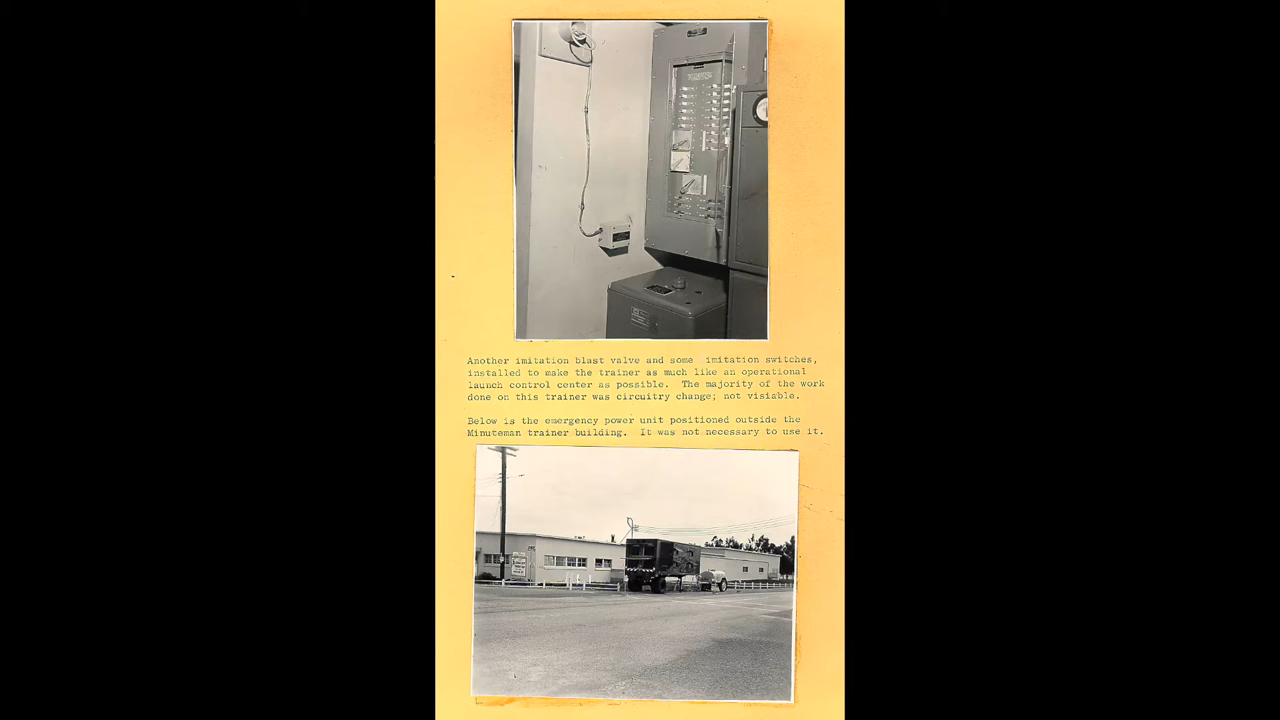 Another imitation blast valve and some imitation switches,
installed to make the trainer as much like an operational
launch control center as possible. The majority of the work
done on this trainer was circuitry change; not visiable.
Below is the emergency power unit positioned outside the
Minuteman trainer building. It was not necessary to use it.